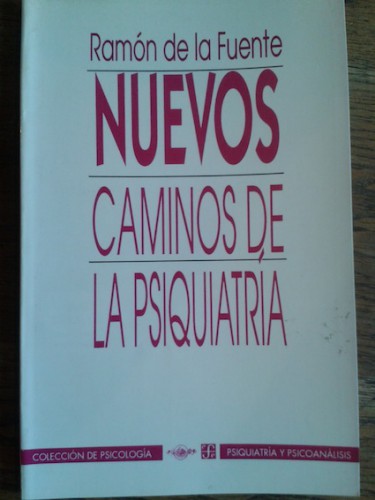 Ramón de la Fuente
NUEVOS
CAMINOS DE
LA PSIQUIATRÍA
COLECCIÓN DE PSICOLOGÍA PSIQUIATRÍA Y PSICOANÁLISIS